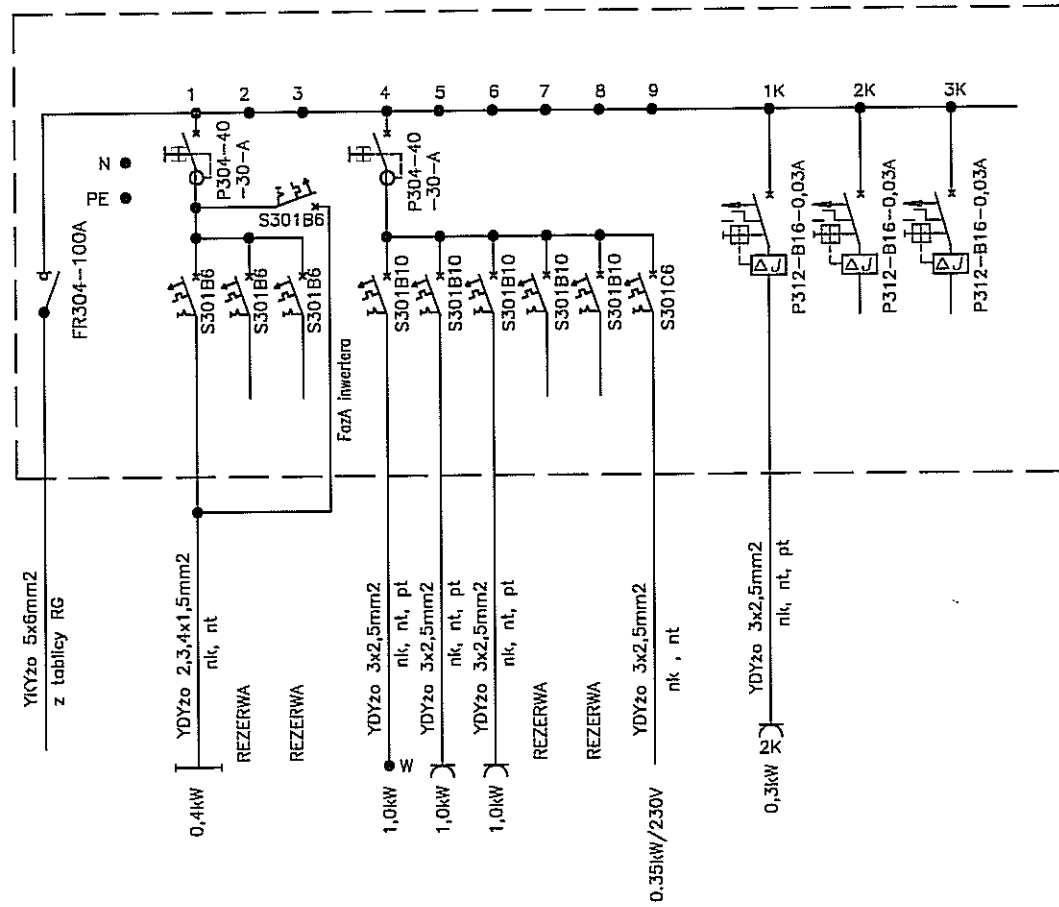 1 2 3 4 5 6 7 8 9 1K 2K 3K
N
PE
FR304-100A
P304-40
-30-A
S301B6
S301B6
S301B6
S301B6
FazA inwertera
P304-40
-30-A
S301B10
S301B10
S301B10
S301B6
S301B6
S301C6
P312-B16-0,03A
P312-B16-0,03A
P312-B16-0,03A
ΔJ
ΔJ
ΔJ
YKYżo 5x6mm2
z tablicy RG
YDYżo 2,3,4x1,5mm2
nk, nt
REZERWA
REZERWA
YDYżo 3x2,5mm2
nk, nt, pt
YDYżo 3x2,5mm2
nk, nt, pt
YDYżo 3x2,5mm2
nk, nt, pt
REZERWA
REZERWA
YDYżo 3x2,5mm2
nk , nt
YDYżo 3x2,5mm2
nk, nt, pt
0,4kW
W
1,0kW
1,0kW
1,0kW
0.35kW/230V
2K
0,3kW